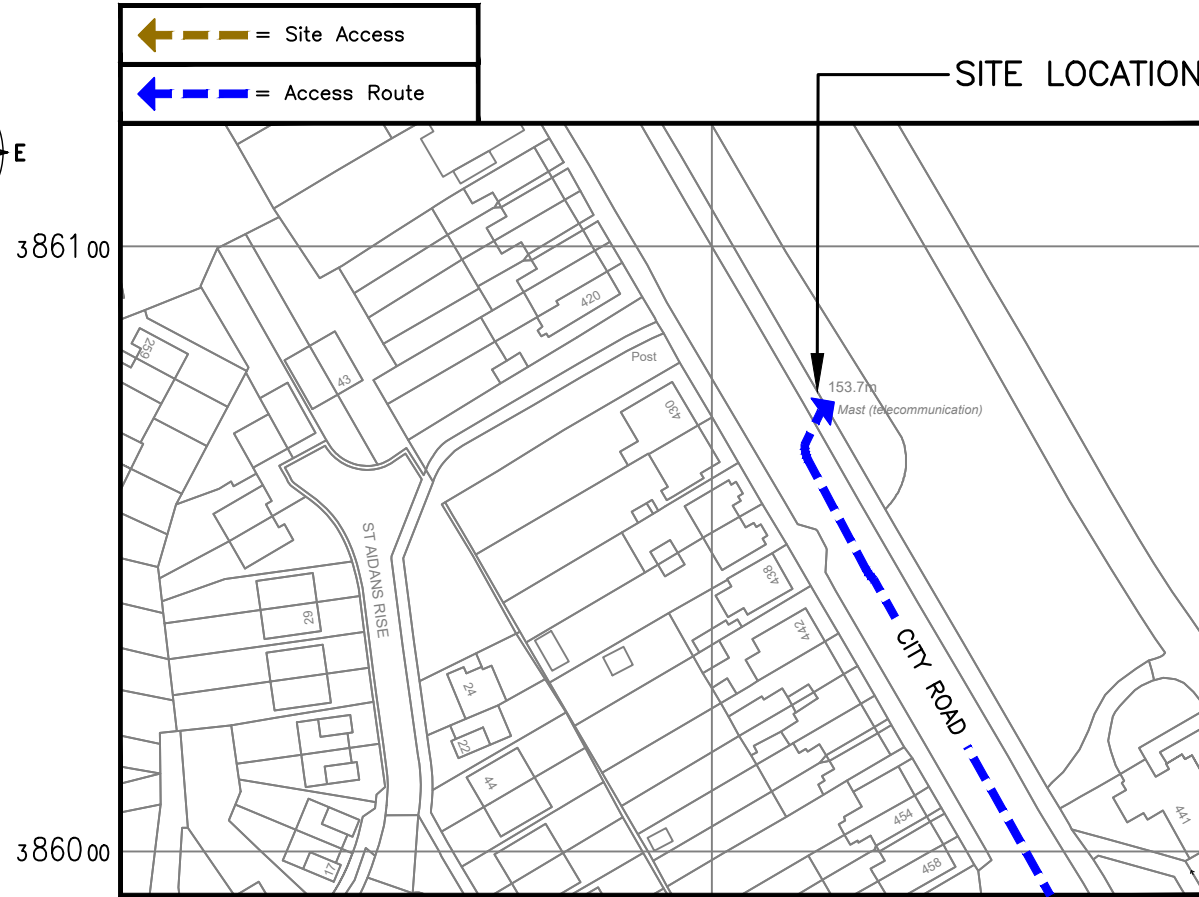 = Site Access
= Access Route
SITE LOCATION
E
386100
420
259
43
Post
153.7m
Mast (telecommunication)
430
ST AIDANS RISE
438
29
442
CITY ROAD
24
22
44
454
441
386000
458
17